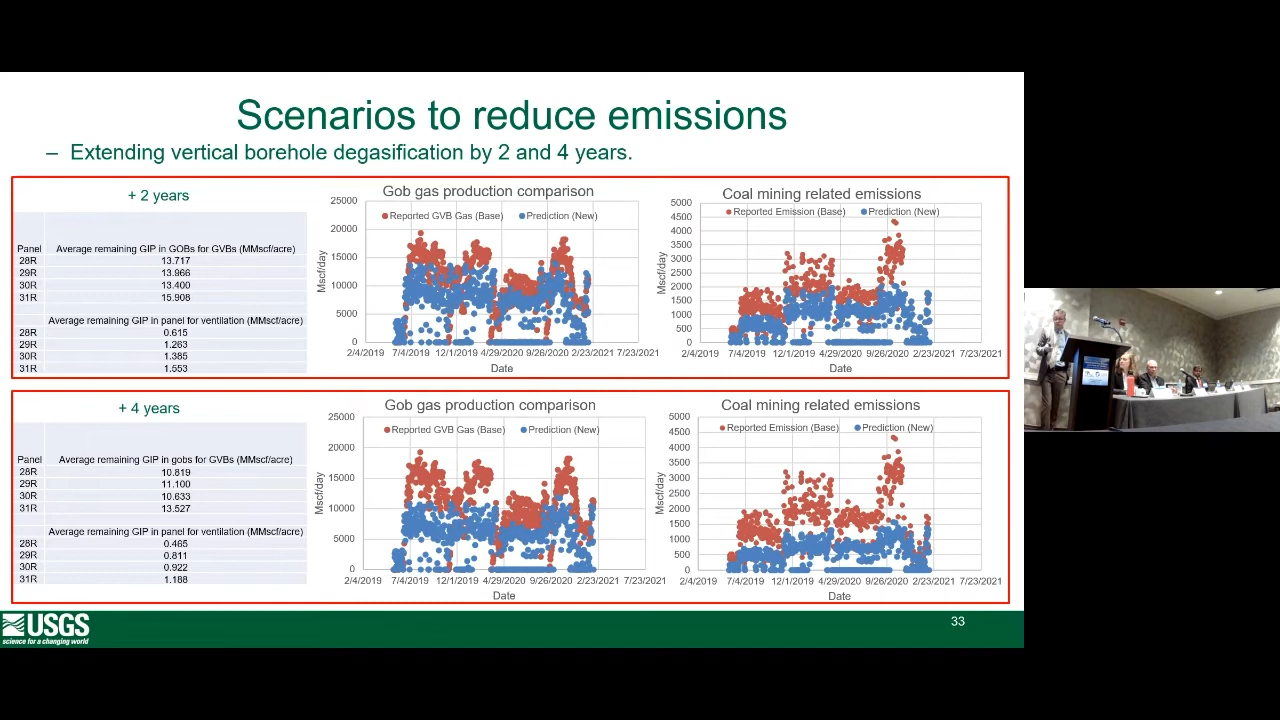 Scenarios to reduce emissions
– Extending vertical borehole degasification by 2 and 4 years.
+ 2 years
Panel Average remaining GIP in GOBs for GVBs (MMscf/acre)
28R 13.717
29R 13.966
30R 13.400
31R 15.908
Average remaining GIP in panel for ventilation (MMscf/acre)
28R 0.615
29R 1.263
30R 1.385
31R 1.553
Gob gas production comparison
Reported GVB Gas (Base) Prediction (New)
Mscf/day
25000
20000
15000
10000
5000
0
2/4/2019 7/4/2019 12/1/2019 4/29/2020 9/26/2020 2/23/2021 7/23/2021
Date
Coal mining related emissions
Reported Emission (Base) Prediction (New)
Mscf/day
5000
4500
4000
3500
3000
2500
2000
1500
1000
500
0
2/4/2019 7/4/2019 12/1/2019 4/29/2020 9/26/2020 2/23/2021 7/23/2021
Date
+ 4 years
Panel Average remaining GIP in gobs for GVBs (MMscf/acre)
28R 10.819
29R 11.100
30R 10.633
31R 13.527
Average remaining GIP in panel for ventilation (MMscf/acre)
28R 0.465
29R 0.811
30R 0.922
31R 1.188
Gob gas production comparison
Reported GVB Gas (Base) Prediction (New)
Mscf/day
25000
20000
15000
10000
5000
0
2/4/2019 7/4/2019 12/1/2019 4/29/2020 9/26/2020 2/23/2021 7/23/2021
Date
Coal mining related emissions
Reported Emission (Base) Prediction (New)
Mscf/day
5000
4500
4000
3500
3000
2500
2000
1500
1000
500
0
2/4/2019 7/4/2019 12/1/2019 4/29/2020 9/26/2020 2/23/2021 7/23/2021
Date
USGS
science for a changing world
33